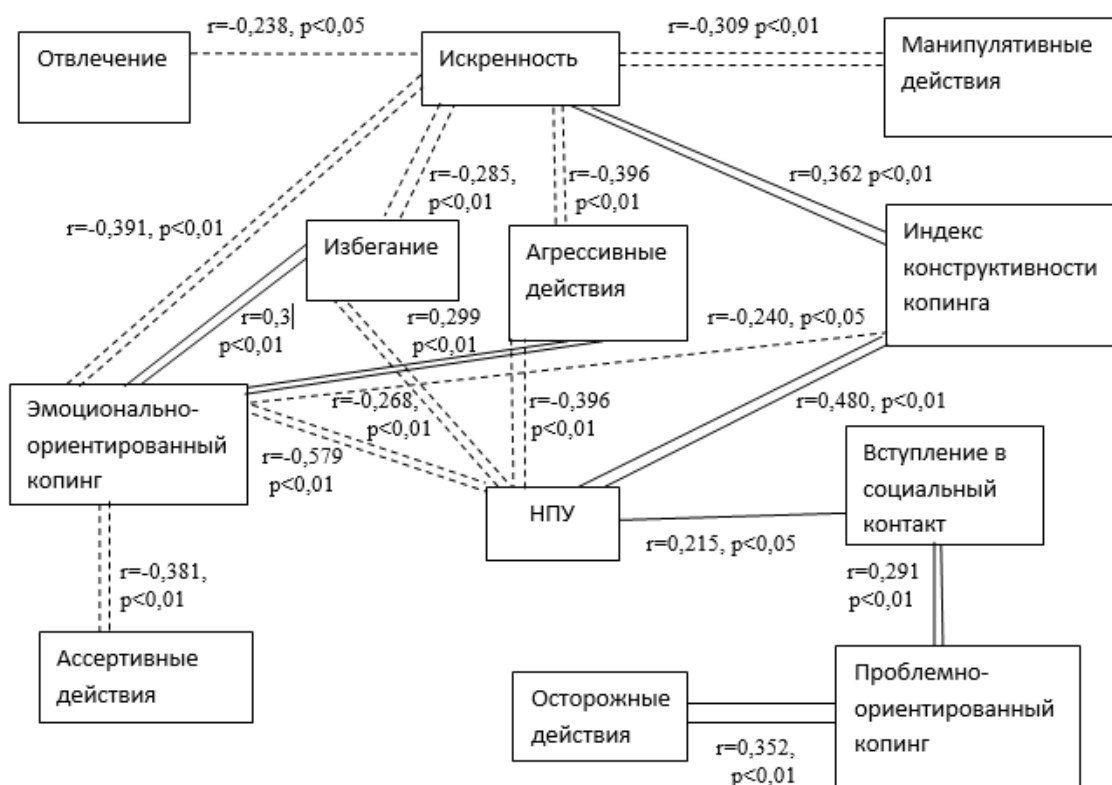 r=-0,238, p<0,05
r=-0,309 p<0,01
Отвлечение
Искренность
Манипулятивные
действия
r=-0,391, p<0,01
r=-0,285,
p<0,01
r=-0,396
p<0,01
r=0,362 p<0,01
Избегание
Агрессивные
действия
Индекс
конструктивности
копинга
r=0,3
p<0,01
r=0,299
p<0,01
r=-0,240, p<0,05
Эмоционально-
ориентированный
копинг
r=-0,268,
p<0,01
r=-0,396
p<0,01
r=0,480, p<0,01
r=-0,579
p<0,01
НПУ
Вступление в
социальный
контакт
r=0,215, p<0,05
r=-0,381,
p<0,01
r=0,291
p<0,01
Ассертивные
действия
Осторожные
действия
Проблемно-
ориентированный
копинг
r=0,352,
p<0,01